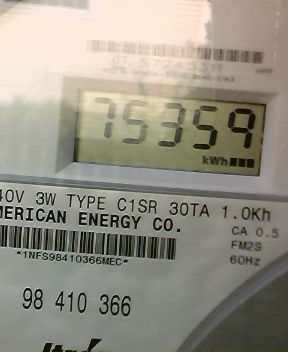 75359
kWh
40V 3W TYPE C1SR 30TA 1.0Kh
MERICAN ENERGY CO.
CA 0.5
FM2S
*1NFS98410366MEC*
60Hz
98 410 366